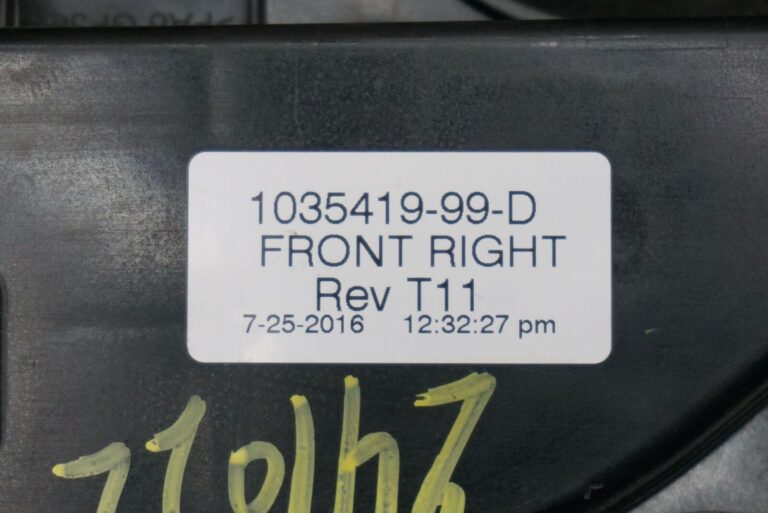 1035419-99-D
FRONT RIGHT
Rev T11
7-25-2016 12:32:27 pm